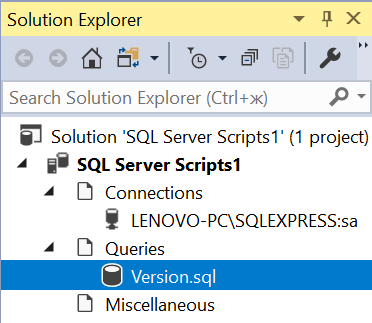 Solution Explorer
Search Solution Explorer (Ctrl+ж)
Solution 'SQL Server Scripts1' (1 project)
SQL Server Scripts1
Connections
LENOVO-PC\SQLEXPRESS:sa
Queries
Version.sql
Miscellaneous